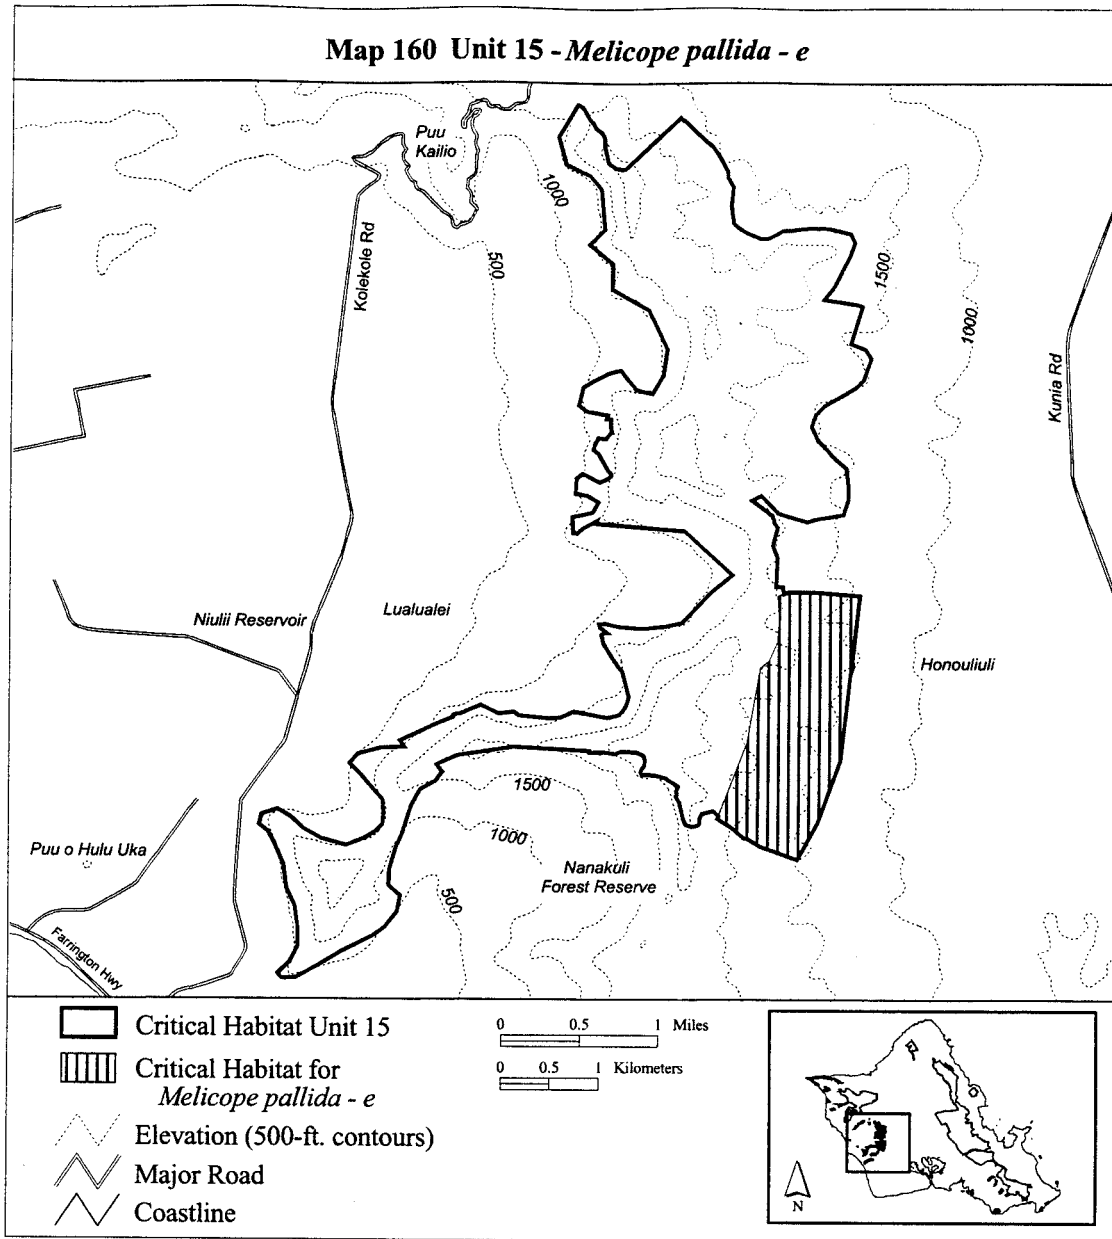 Map 160 Unit 15 - Melicope pallida - e
Puu
Kailio
1000
Kolekole Rd
500
1500
1000
Kunia Rd
Niulii Reservoir
Lualualei
Honouliuli
1500
1000
Puu o Hulu Uka
Nanakuli
Forest Reserve
500
Farrington Hwy
Critical Habitat Unit 15
Critical Habitat for
Melicope pallida - e
Elevation (500-ft. contours)
Major Road
Coastline
0 0.5 1 Miles
0 0.5 1 Kilometers
N